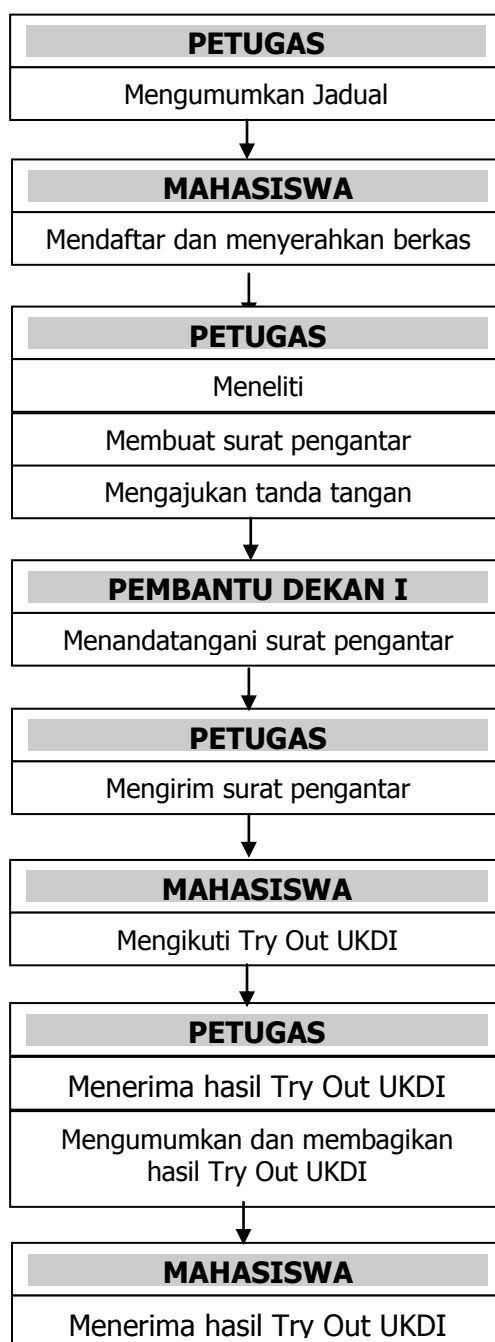 PETUGAS
Mengumumkan Jadual
MAHASISWA
Mendaftar dan menyerahkan berkas
PETUGAS
Meneliti
Membuat surat pengantar
Mengajukan tanda tangan
PEMBANTU DEKAN I
Menandatangani surat pengantar
PETUGAS
Mengirim surat pengantar
MAHASISWA
Mengikuti Try Out UKDI
PETUGAS
Menerima hasil Try Out UKDI
Mengumumkan dan membagikan
hasil Try Out UKDI
MAHASISWA
Menerima hasil Try Out UKDI